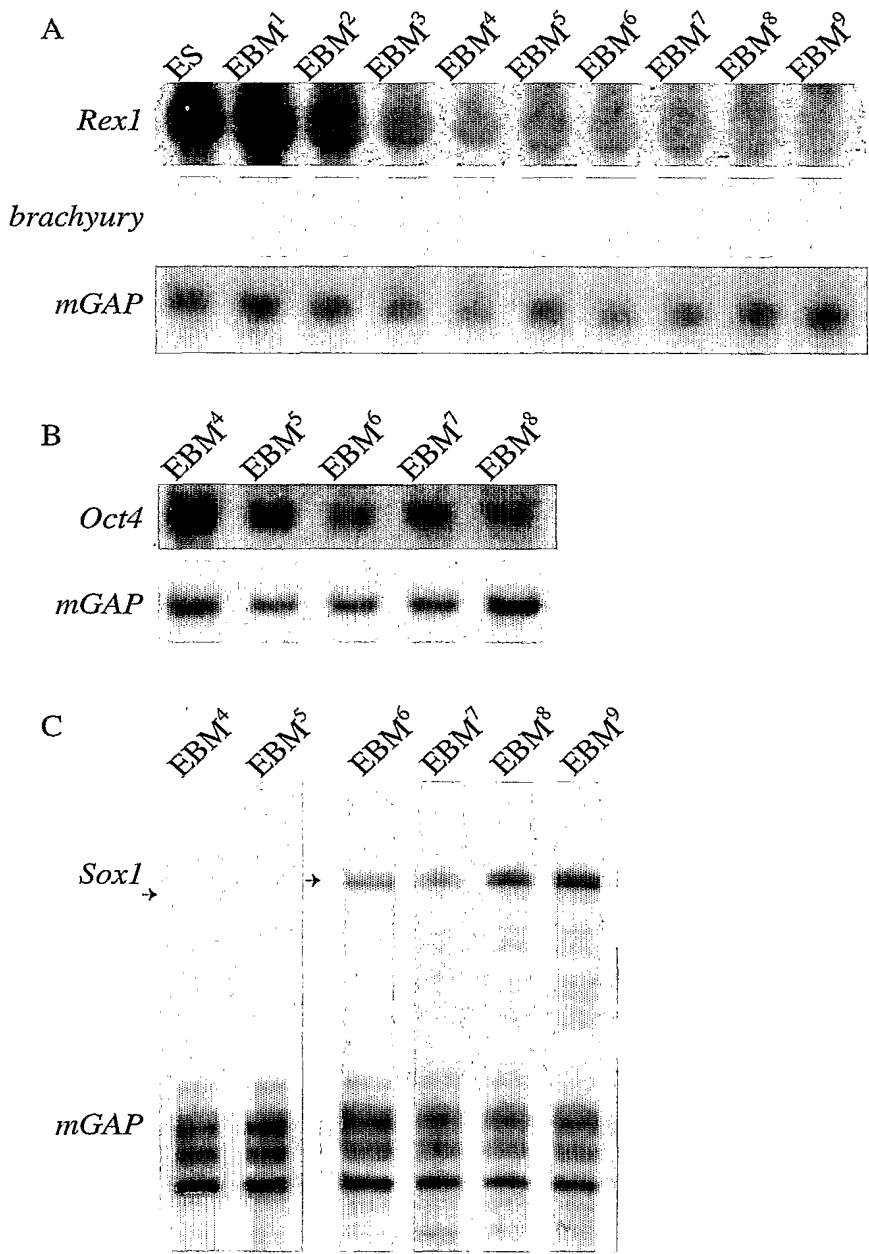 A
ES EBM¹ EBM² EBM³ EBM⁴ EBM⁵ EBM⁶ EBM⁷ EBM⁸ EBM⁹
Rex1
brachyury
mGAP
B
EBM⁴ EBM⁵ EBM⁶ EBM⁷ EBM⁸
Oct4
mGAP
C
EBM⁴ EBM⁵ EBM⁶ EBM⁷ EBM⁸ EBM⁹
Sox1
mGAP